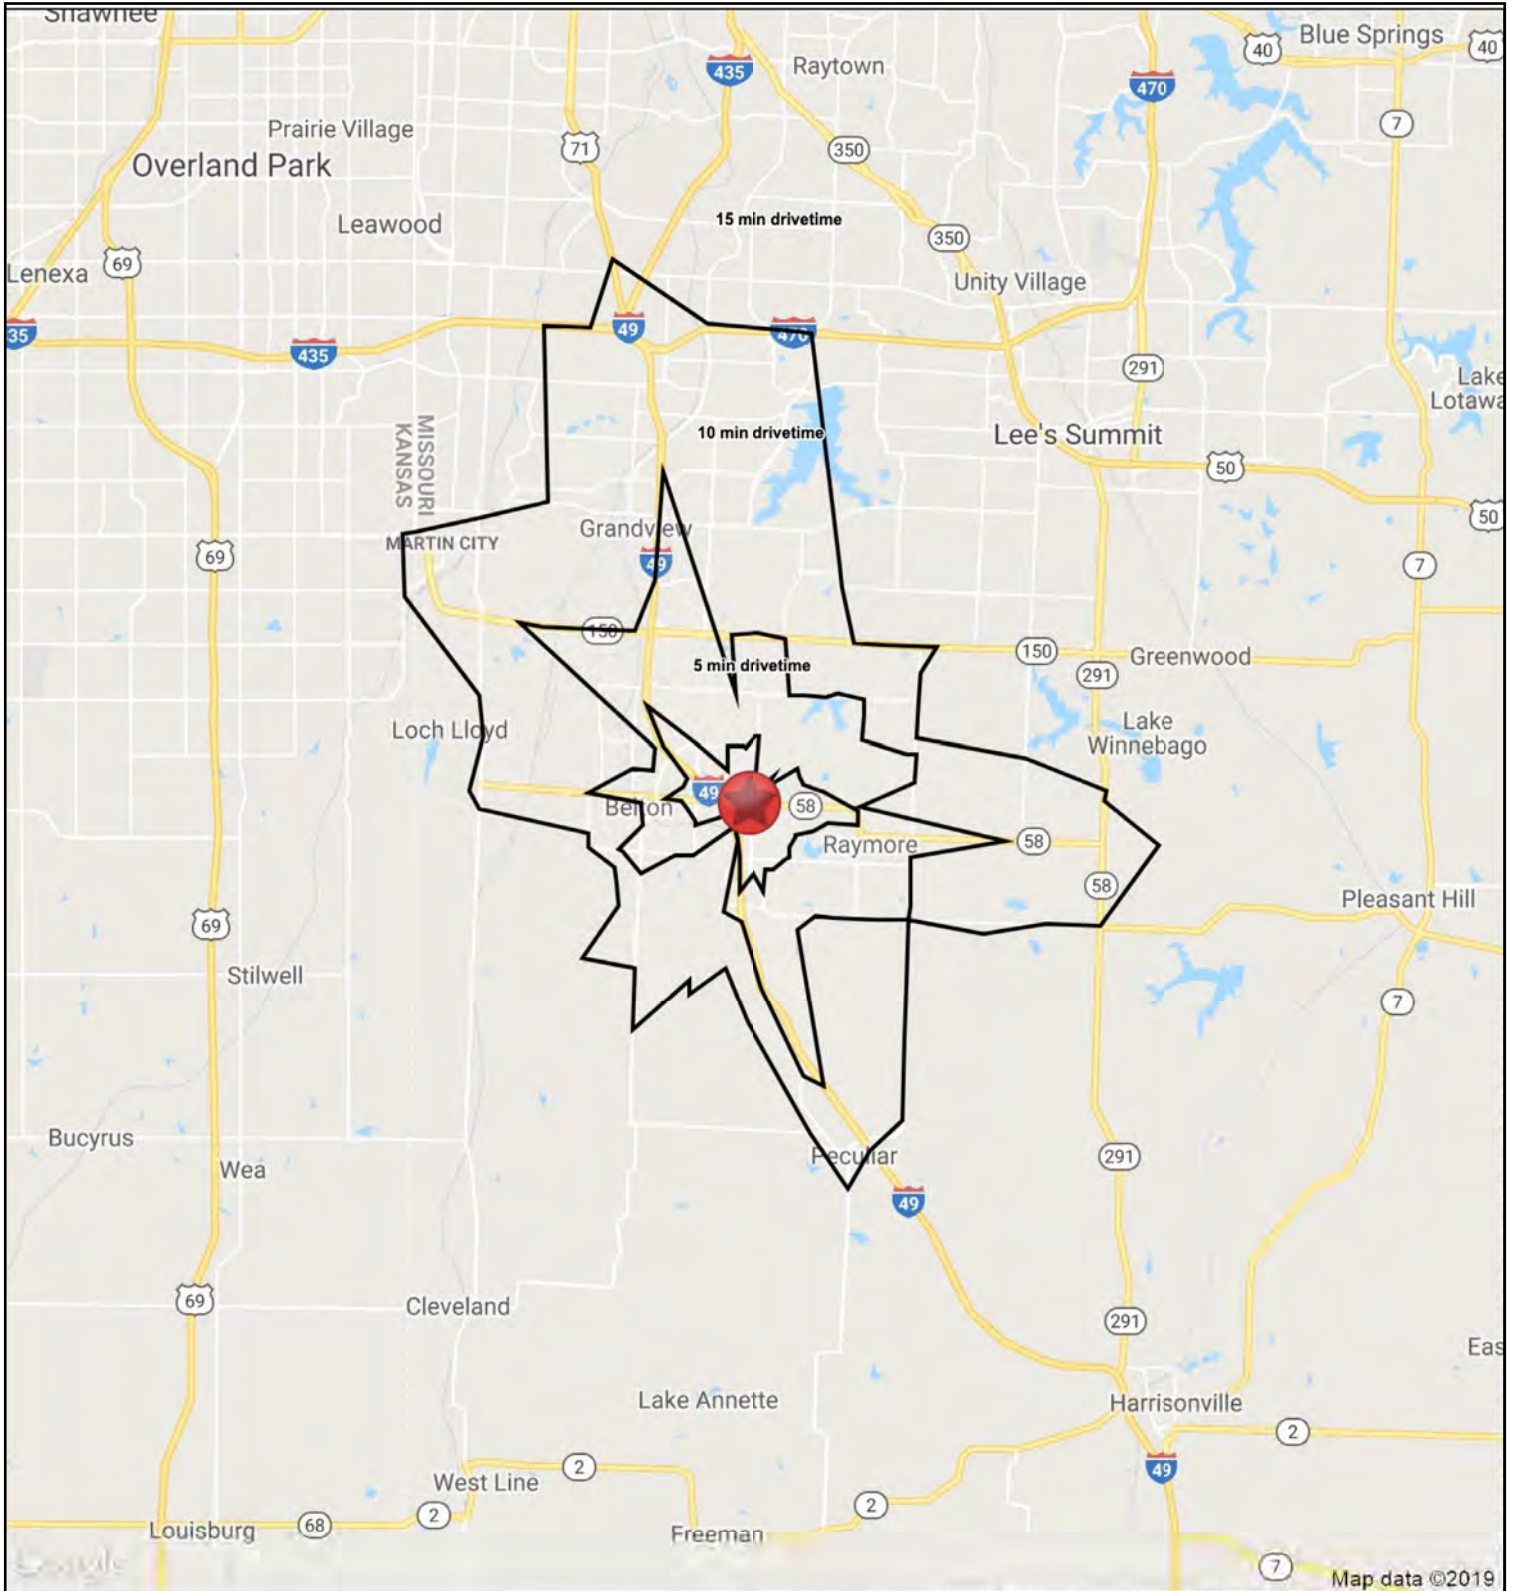 Shawnee
435
Raytown
470
40
Blue Springs
40
7
Prairie Village
71
350
Overland Park
Leawood
15 min drivetime
350
69
Lenexa
Unity Village
35
435
49
470
291
Lake
Lotawa
MISSOURI
KANSAS
10 min drivetime
Lee's Summit
50
50
Grandview
MARTIN CITY
69
49
7
150
5 min drivetime
150
Greenwood
291
Loch Lloyd
Lake
Winnebago
49
Belton
58
Raymore
58
58
Pleasant Hill
69
Stilwell
7
Bucyrus
Wea
Peculiar
291
49
69
Cleveland
291
Eas
Lake Annette
Harrisonville
2
49
2
West Line
2
2
Louisburg
68
Freeman
Google
7
Map data ©2019